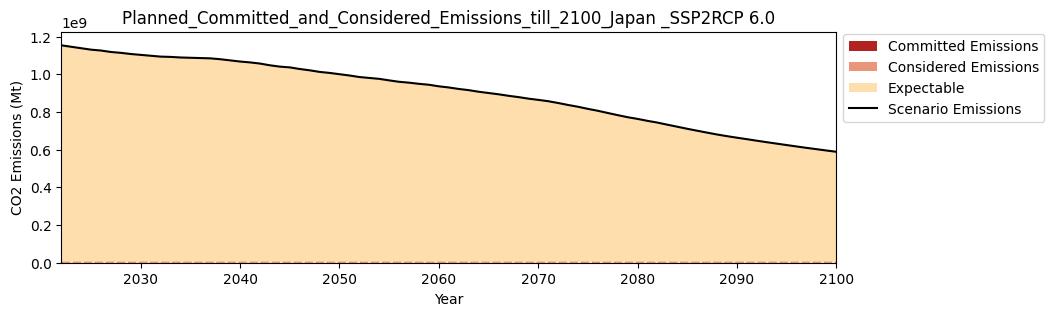 Planned_Committed_and_Considered_Emissions_till_2100_Japan _SSP2RCP 6.0
1e9
1.2
1.0
0.8
0.6
0.4
0.2
0.0
CO2 Emissions (Mt)
2030 2040 2050 2060 2070 2080 2090 2100
Year
Committed Emissions
Considered Emissions
Expectable
Scenario Emissions